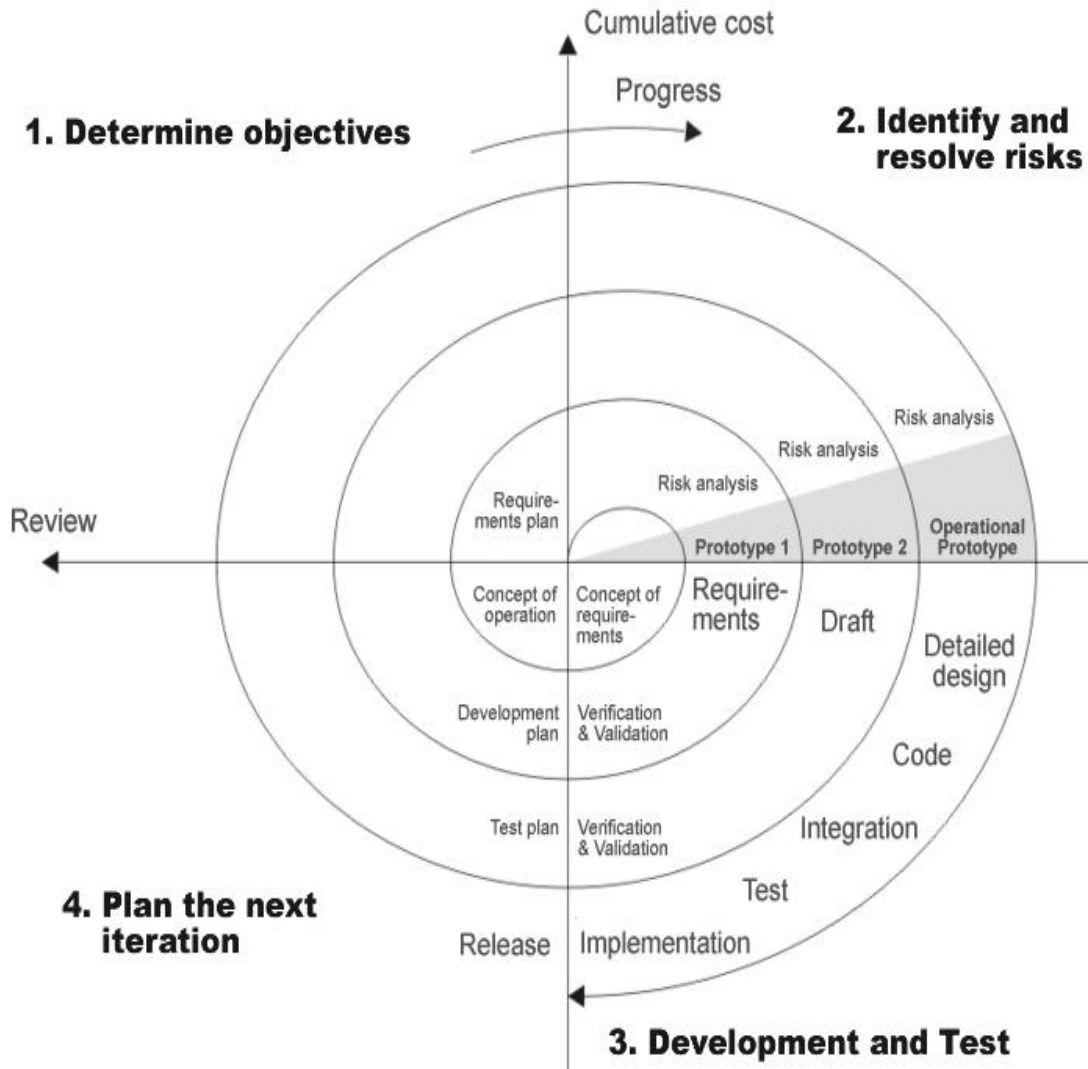 Cumulative cost
Progress
1. Determine objectives
2. Identify and
resolve risks
Risk analysis
Risk analysis
Risk analysis
Require-
ments plan
Review
Prototype 1
Prototype 2
Operational
Prototype
Concept of
operation
Concept of
require-
ments
Require-
ments
Draft
Detailed
design
Development
plan
Verification
& Validation
Code
Test plan
Verification
& Validation
Integration
Test
4. Plan the next
iteration
Release
Implementation
3. Development and Test